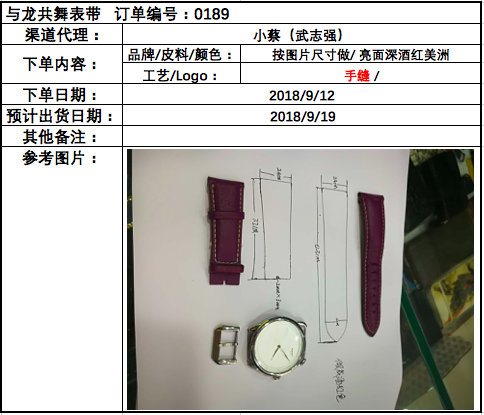 与龙共舞表带 订单编号：0189
渠道代理： 小蔡（武志强）
下单内容： 品牌/皮料/颜色： 按图片尺寸做/ 亮面深酒红美洲
工艺/Logo： 手缝 /
下单日期： 2018/9/12
预计出货日期： 2018/9/19
其他备注：
参考图片：